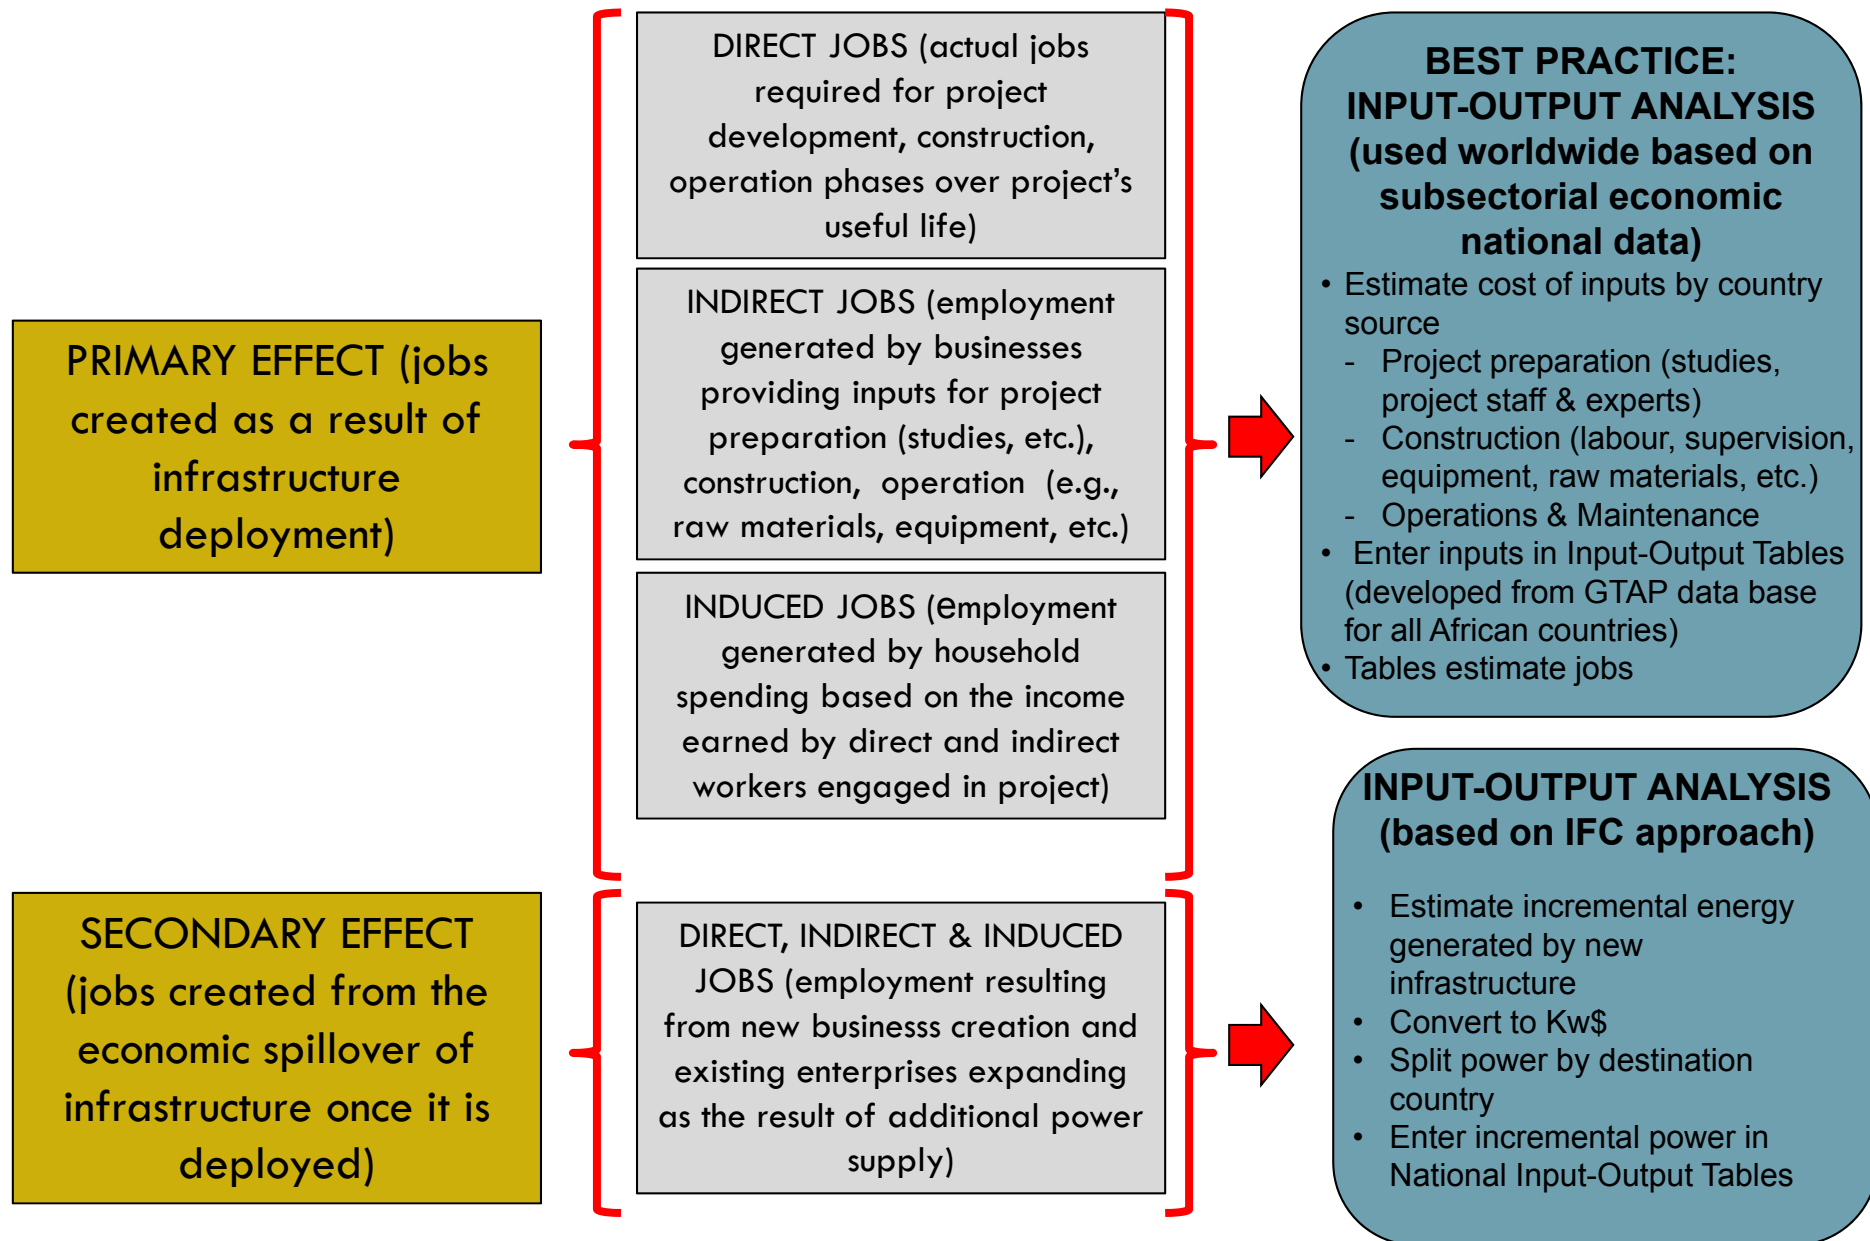 PRIMARY EFFECT (jobs
created as a result of
infrastructure
deployment)
DIRECT JOBS (actual jobs
required for project
development, construction,
operation phases over project's
useful life)
INDIRECT JOBS (employment
generated by businesses
providing inputs for project
preparation (studies, etc.),
construction, operation (e.g.,
raw materials, equipment, etc.)
INDUCED JOBS (employment
generated by household
spending based on the income
earned by direct and indirect
workers engaged in project)
BEST PRACTICE:
INPUT-OUTPUT ANALYSIS
(used worldwide based on
subsectorial economic
national data)
• Estimate cost of inputs by country
source
- Project preparation (studies,
project staff & experts)
- Construction (labour, supervision,
equipment, raw materials, etc.)
- Operations & Maintenance
• Enter inputs in Input-Output Tables
(developed from GTAP data base
for all African countries)
• Tables estimate jobs
SECONDARY EFFECT
(jobs created from the
economic spillover of
infrastructure once it is
deployed)
DIRECT, INDIRECT & INDUCED
JOBS (employment resulting
from new businesss creation and
existing enterprises expanding
as the result of additional power
supply)
INPUT-OUTPUT ANALYSIS
(based on IFC approach)
• Estimate incremental energy
generated by new
infrastructure
• Convert to Kw$
• Split power by destination
country
• Enter incremental power in
National Input-Output Tables